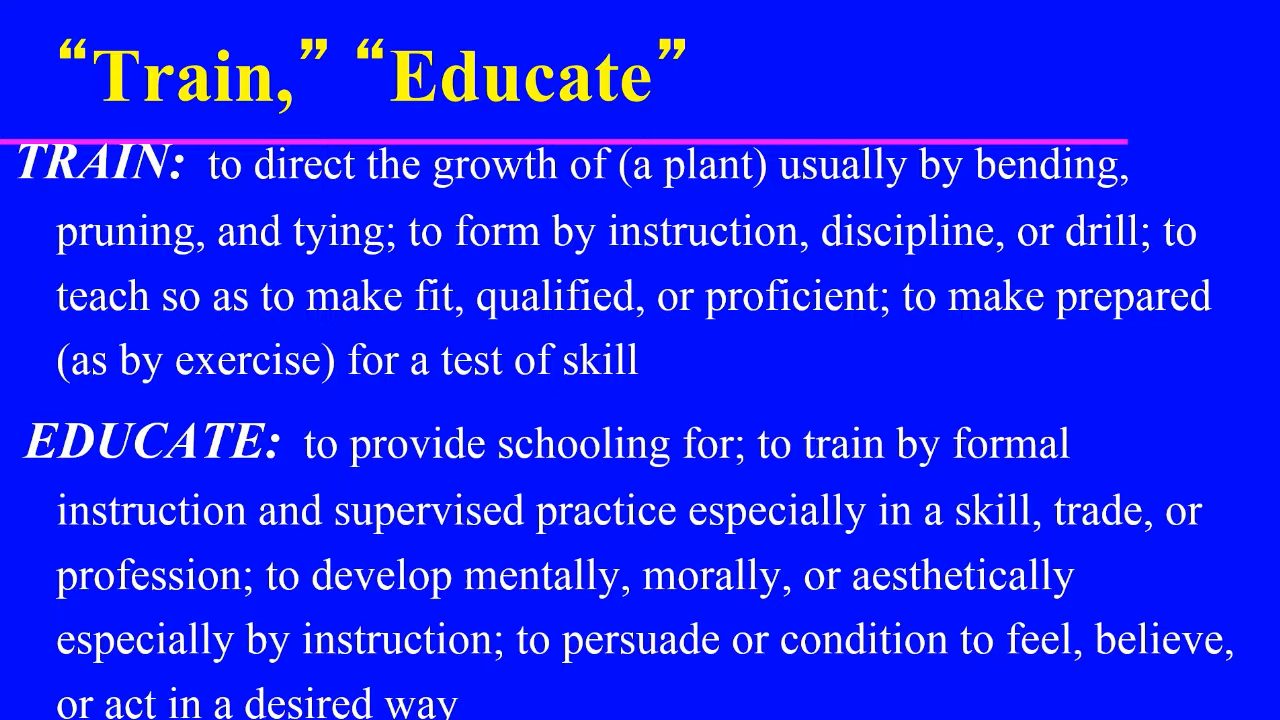 “Train,” “Educate”
TRAIN: to direct the growth of (a plant) usually by bending,
pruning, and tying; to form by instruction, discipline, or drill; to
teach so as to make fit, qualified, or proficient; to make prepared
(as by exercise) for a test of skill
EDUCATE: to provide schooling for; to train by formal
instruction and supervised practice especially in a skill, trade, or
profession; to develop mentally, morally, or aesthetically
especially by instruction; to persuade or condition to feel, believe,
or act in a desired way